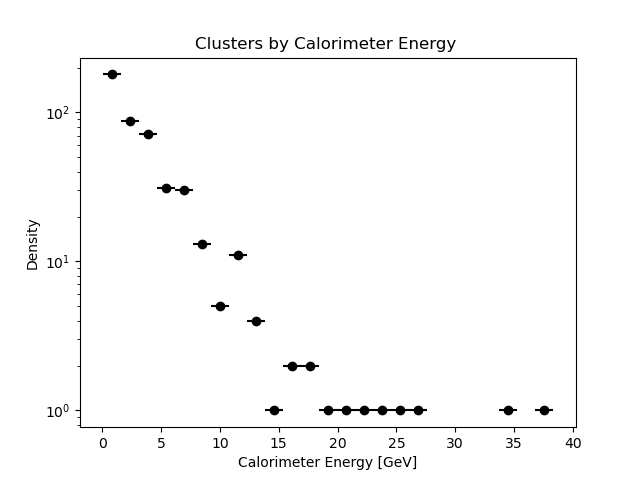 Clusters by Calorimeter Energy
Density
10²
10¹
10⁰
0 5 10 15 20 25 30 35 40
Calorimeter Energy [GeV]